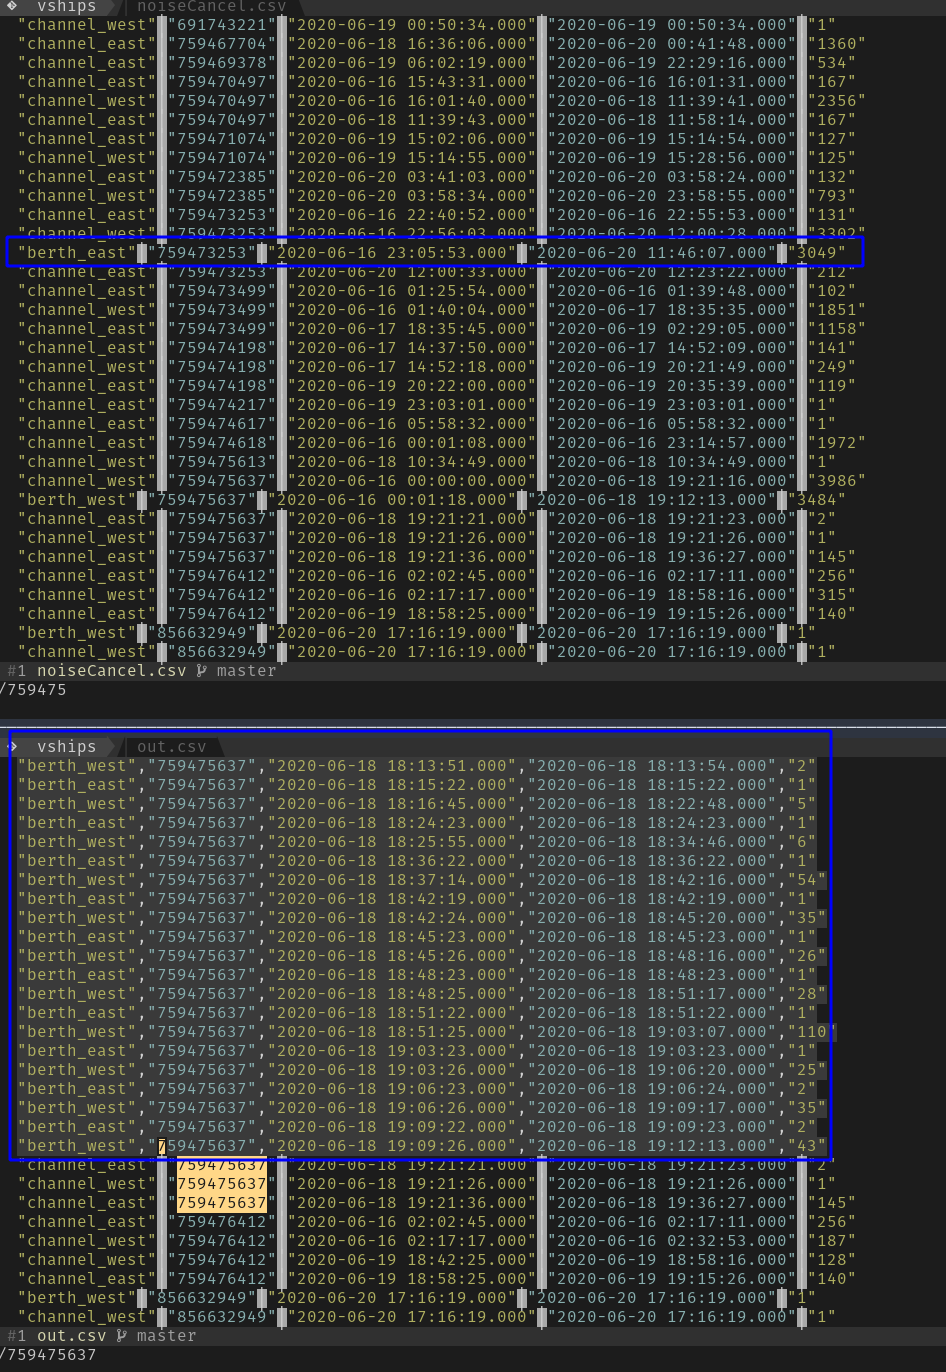 vships noiseCancel.csv
"channel_west" "691743221" "2020-06-19 00:50:34.000" "2020-06-19 00:50:34.000" "1"
"channel_east" "759467704" "2020-06-18 16:36:06.000" "2020-06-20 00:41:48.000" "1360"
"channel_east" "759469378" "2020-06-19 06:02:19.000" "2020-06-19 22:29:16.000" "534"
"channel_east" "759470497" "2020-06-16 15:43:31.000" "2020-06-16 16:01:31.000" "167"
"channel_west" "759470497" "2020-06-16 16:01:40.000" "2020-06-18 11:39:41.000" "2356"
"channel_east" "759470497" "2020-06-18 11:39:43.000" "2020-06-18 11:58:14.000" "167"
"channel_east" "759471074" "2020-06-19 15:02:06.000" "2020-06-19 15:14:54.000" "127"
"channel_west" "759471074" "2020-06-19 15:14:55.000" "2020-06-19 15:28:56.000" "125"
"channel_east" "759472385" "2020-06-20 03:41:03.000" "2020-06-20 03:58:24.000" "132"
"channel_west" "759472385" "2020-06-20 03:58:34.000" "2020-06-20 23:58:55.000" "793"
"channel_east" "759473253" "2020-06-16 22:40:52.000" "2020-06-16 22:55:53.000" "131"
"channel_west" "759473253" "2020-06-16 22:56:03.000" "2020-06-20 12:00:28.000" "3302"
"berth_east" "759473253" "2020-06-16 23:05:53.000" "2020-06-20 11:46:07.000" "3049"
"channel_east" "759473253" "2020-06-20 12:00:33.000" "2020-06-20 12:23:22.000" "212"
"channel_east" "759473499" "2020-06-16 01:25:54.000" "2020-06-16 01:39:48.000" "102"
"channel_west" "759473499" "2020-06-16 01:40:04.000" "2020-06-17 18:35:35.000" "1851"
"channel_east" "759473499" "2020-06-17 18:35:45.000" "2020-06-19 02:29:05.000" "1158"
"channel_east" "759474198" "2020-06-17 14:37:50.000" "2020-06-17 14:52:09.000" "141"
"channel_west" "759474198" "2020-06-17 14:52:18.000" "2020-06-19 20:21:49.000" "249"
"channel_east" "759474198" "2020-06-19 20:22:00.000" "2020-06-19 20:35:39.000" "119"
"channel_east" "759474217" "2020-06-19 23:03:01.000" "2020-06-19 23:03:01.000" "1"
"channel_east" "759474617" "2020-06-16 05:58:32.000" "2020-06-16 05:58:32.000" "1"
"channel_east" "759474618" "2020-06-16 00:01:08.000" "2020-06-16 23:14:57.000" "1972"
"channel_west" "759475613" "2020-06-18 10:34:49.000" "2020-06-18 10:34:49.000" "1"
"channel_west" "759475637" "2020-06-16 00:00:00.000" "2020-06-18 19:21:16.000" "3986"
"berth_west" "759475637" "2020-06-16 00:01:18.000" "2020-06-18 19:12:13.000" "3484"
"channel_east" "759475637" "2020-06-18 19:21:21.000" "2020-06-18 19:21:23.000" "2"
"channel_west" "759475637" "2020-06-18 19:21:26.000" "2020-06-18 19:21:26.000" "1"
"channel_east" "759475637" "2020-06-18 19:21:36.000" "2020-06-18 19:36:27.000" "145"
"channel_east" "759476412" "2020-06-16 02:02:45.000" "2020-06-16 02:17:11.000" "256"
"channel_west" "759476412" "2020-06-16 02:17:17.000" "2020-06-19 18:58:16.000" "315"
"channel_east" "759476412" "2020-06-19 18:58:25.000" "2020-06-19 19:15:26.000" "140"
"berth_west" "856632949" "2020-06-20 17:16:19.000" "2020-06-20 17:16:19.000" "1"
"channel_west" "856632949" "2020-06-20 17:16:19.000" "2020-06-20 17:16:19.000" "1"
#1 noiseCancel.csv master
/759475
vships out.csv
"berth_west","759475637","2020-06-18 18:13:51.000","2020-06-18 18:13:54.000","2"
"berth_east","759475637","2020-06-18 18:15:22.000","2020-06-18 18:15:22.000","1"
"berth_west","759475637","2020-06-18 18:16:45.000","2020-06-18 18:22:48.000","5"
"berth_east","759475637","2020-06-18 18:24:23.000","2020-06-18 18:24:23.000","1"
"berth_west","759475637","2020-06-18 18:25:55.000","2020-06-18 18:34:46.000","6"
"berth_east","759475637","2020-06-18 18:36:22.000","2020-06-18 18:36:22.000","1"
"berth_west","759475637","2020-06-18 18:37:14.000","2020-06-18 18:42:16.000","54"
"berth_east","759475637","2020-06-18 18:42:19.000","2020-06-18 18:42:19.000","1"
"berth_west","759475637","2020-06-18 18:42:24.000","2020-06-18 18:45:20.000","35"
"berth_east","759475637","2020-06-18 18:45:23.000","2020-06-18 18:45:23.000","1"
"berth_west","759475637","2020-06-18 18:45:26.000","2020-06-18 18:48:16.000","26"
"berth_east","759475637","2020-06-18 18:48:23.000","2020-06-18 18:48:23.000","1"
"berth_west","759475637","2020-06-18 18:48:25.000","2020-06-18 18:51:17.000","28"
"berth_east","759475637","2020-06-18 18:51:22.000","2020-06-18 18:51:22.000","1"
"berth_west","759475637","2020-06-18 18:51:25.000","2020-06-18 19:03:07.000","110"
"berth_east","759475637","2020-06-18 19:03:23.000","2020-06-18 19:03:23.000","1"
"berth_west","759475637","2020-06-18 19:03:26.000","2020-06-18 19:06:20.000","25"
"berth_east","759475637","2020-06-18 19:06:23.000","2020-06-18 19:06:24.000","2"
"berth_west","759475637","2020-06-18 19:06:26.000","2020-06-18 19:09:17.000","35"
"berth_east","759475637","2020-06-18 19:09:22.000","2020-06-18 19:09:23.000","2"
"berth_west","759475637","2020-06-18 19:09:26.000","2020-06-18 19:12:13.000","43"
"channel_east" "759475637" "2020-06-18 19:21:21.000" "2020-06-18 19:21:23.000" "2"
"channel_west" "759475637" "2020-06-18 19:21:26.000" "2020-06-18 19:21:26.000" "1"
"channel_east" "759475637" "2020-06-18 19:21:36.000" "2020-06-18 19:36:27.000" "145"
"channel_east" "759476412" "2020-06-16 02:02:45.000" "2020-06-16 02:17:11.000" "256"
"channel_west" "759476412" "2020-06-16 02:17:17.000" "2020-06-16 02:32:53.000" "187"
"channel_west" "759476412" "2020-06-19 18:42:25.000" "2020-06-19 18:58:16.000" "128"
"channel_east" "759476412" "2020-06-19 18:58:25.000" "2020-06-19 19:15:26.000" "140"
"berth_west" "856632949" "2020-06-20 17:16:19.000" "2020-06-20 17:16:19.000" "1"
"channel_west" "856632949" "2020-06-20 17:16:19.000" "2020-06-20 17:16:19.000" "1"
#1 out.csv master
/759475637